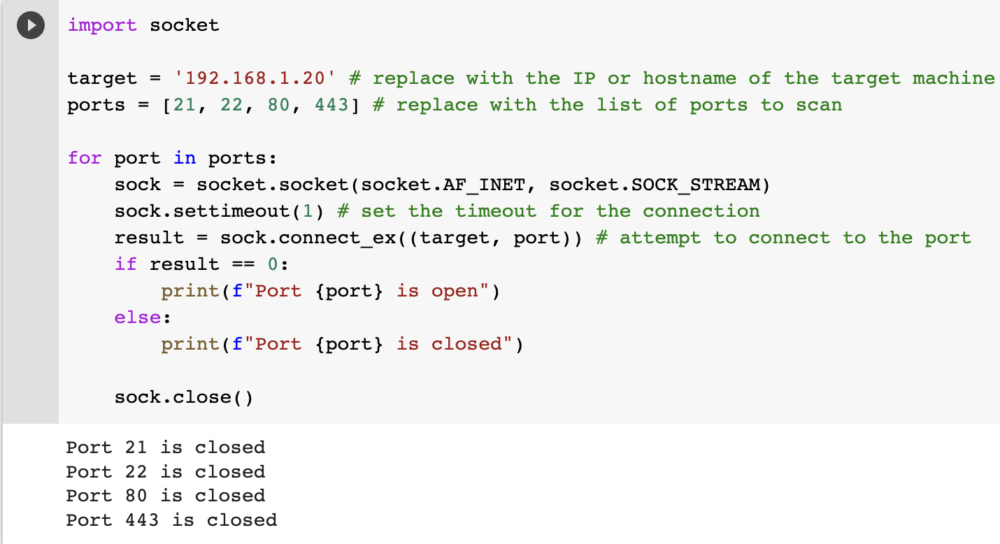 import socket
target = '192.168.1.20' # replace with the IP or hostname of the target machine
ports = [21, 22, 80, 443] # replace with the list of ports to scan
for port in ports:
    sock = socket.socket(socket.AF_INET, socket.SOCK_STREAM)
    sock.settimeout(1) # set the timeout for the connection
    result = sock.connect_ex((target, port)) # attempt to connect to the port
    if result == 0:
        print(f"Port {port} is open")
    else:
        print(f"Port {port} is closed")
    sock.close()
Port 21 is closed
Port 22 is closed
Port 80 is closed
Port 443 is closed